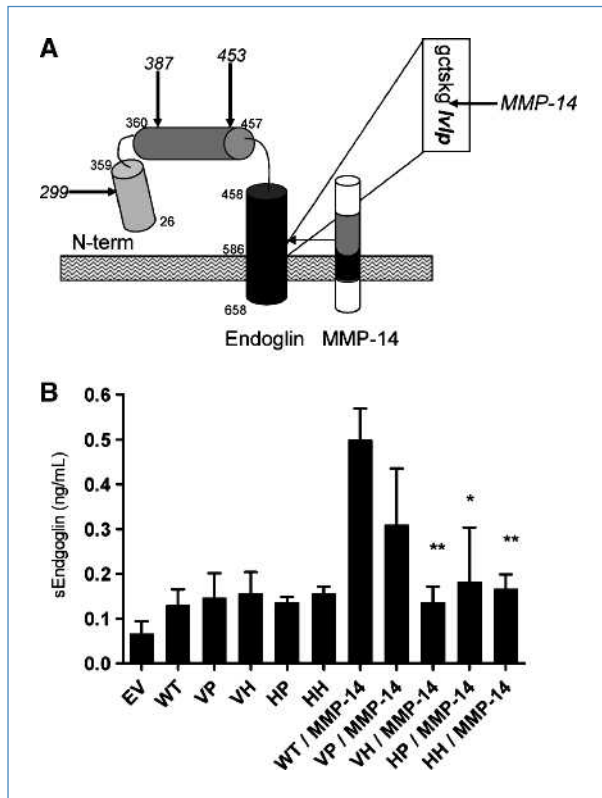 A
387
453
gctskg / lvlp
MMP-14
360
457
359
299
458
26
N-term
586
658
Endoglin MMP-14
B
sEndgoglin (ng/mL)
0.6
0.5
0.4
0.3
0.2
0.1
0.0
*
**
**
EV
WT
VP
VH
HP
HH
WT / MMP-14
VP / MMP-14
VH / MMP-14
HP / MMP-14
HH / MMP-14